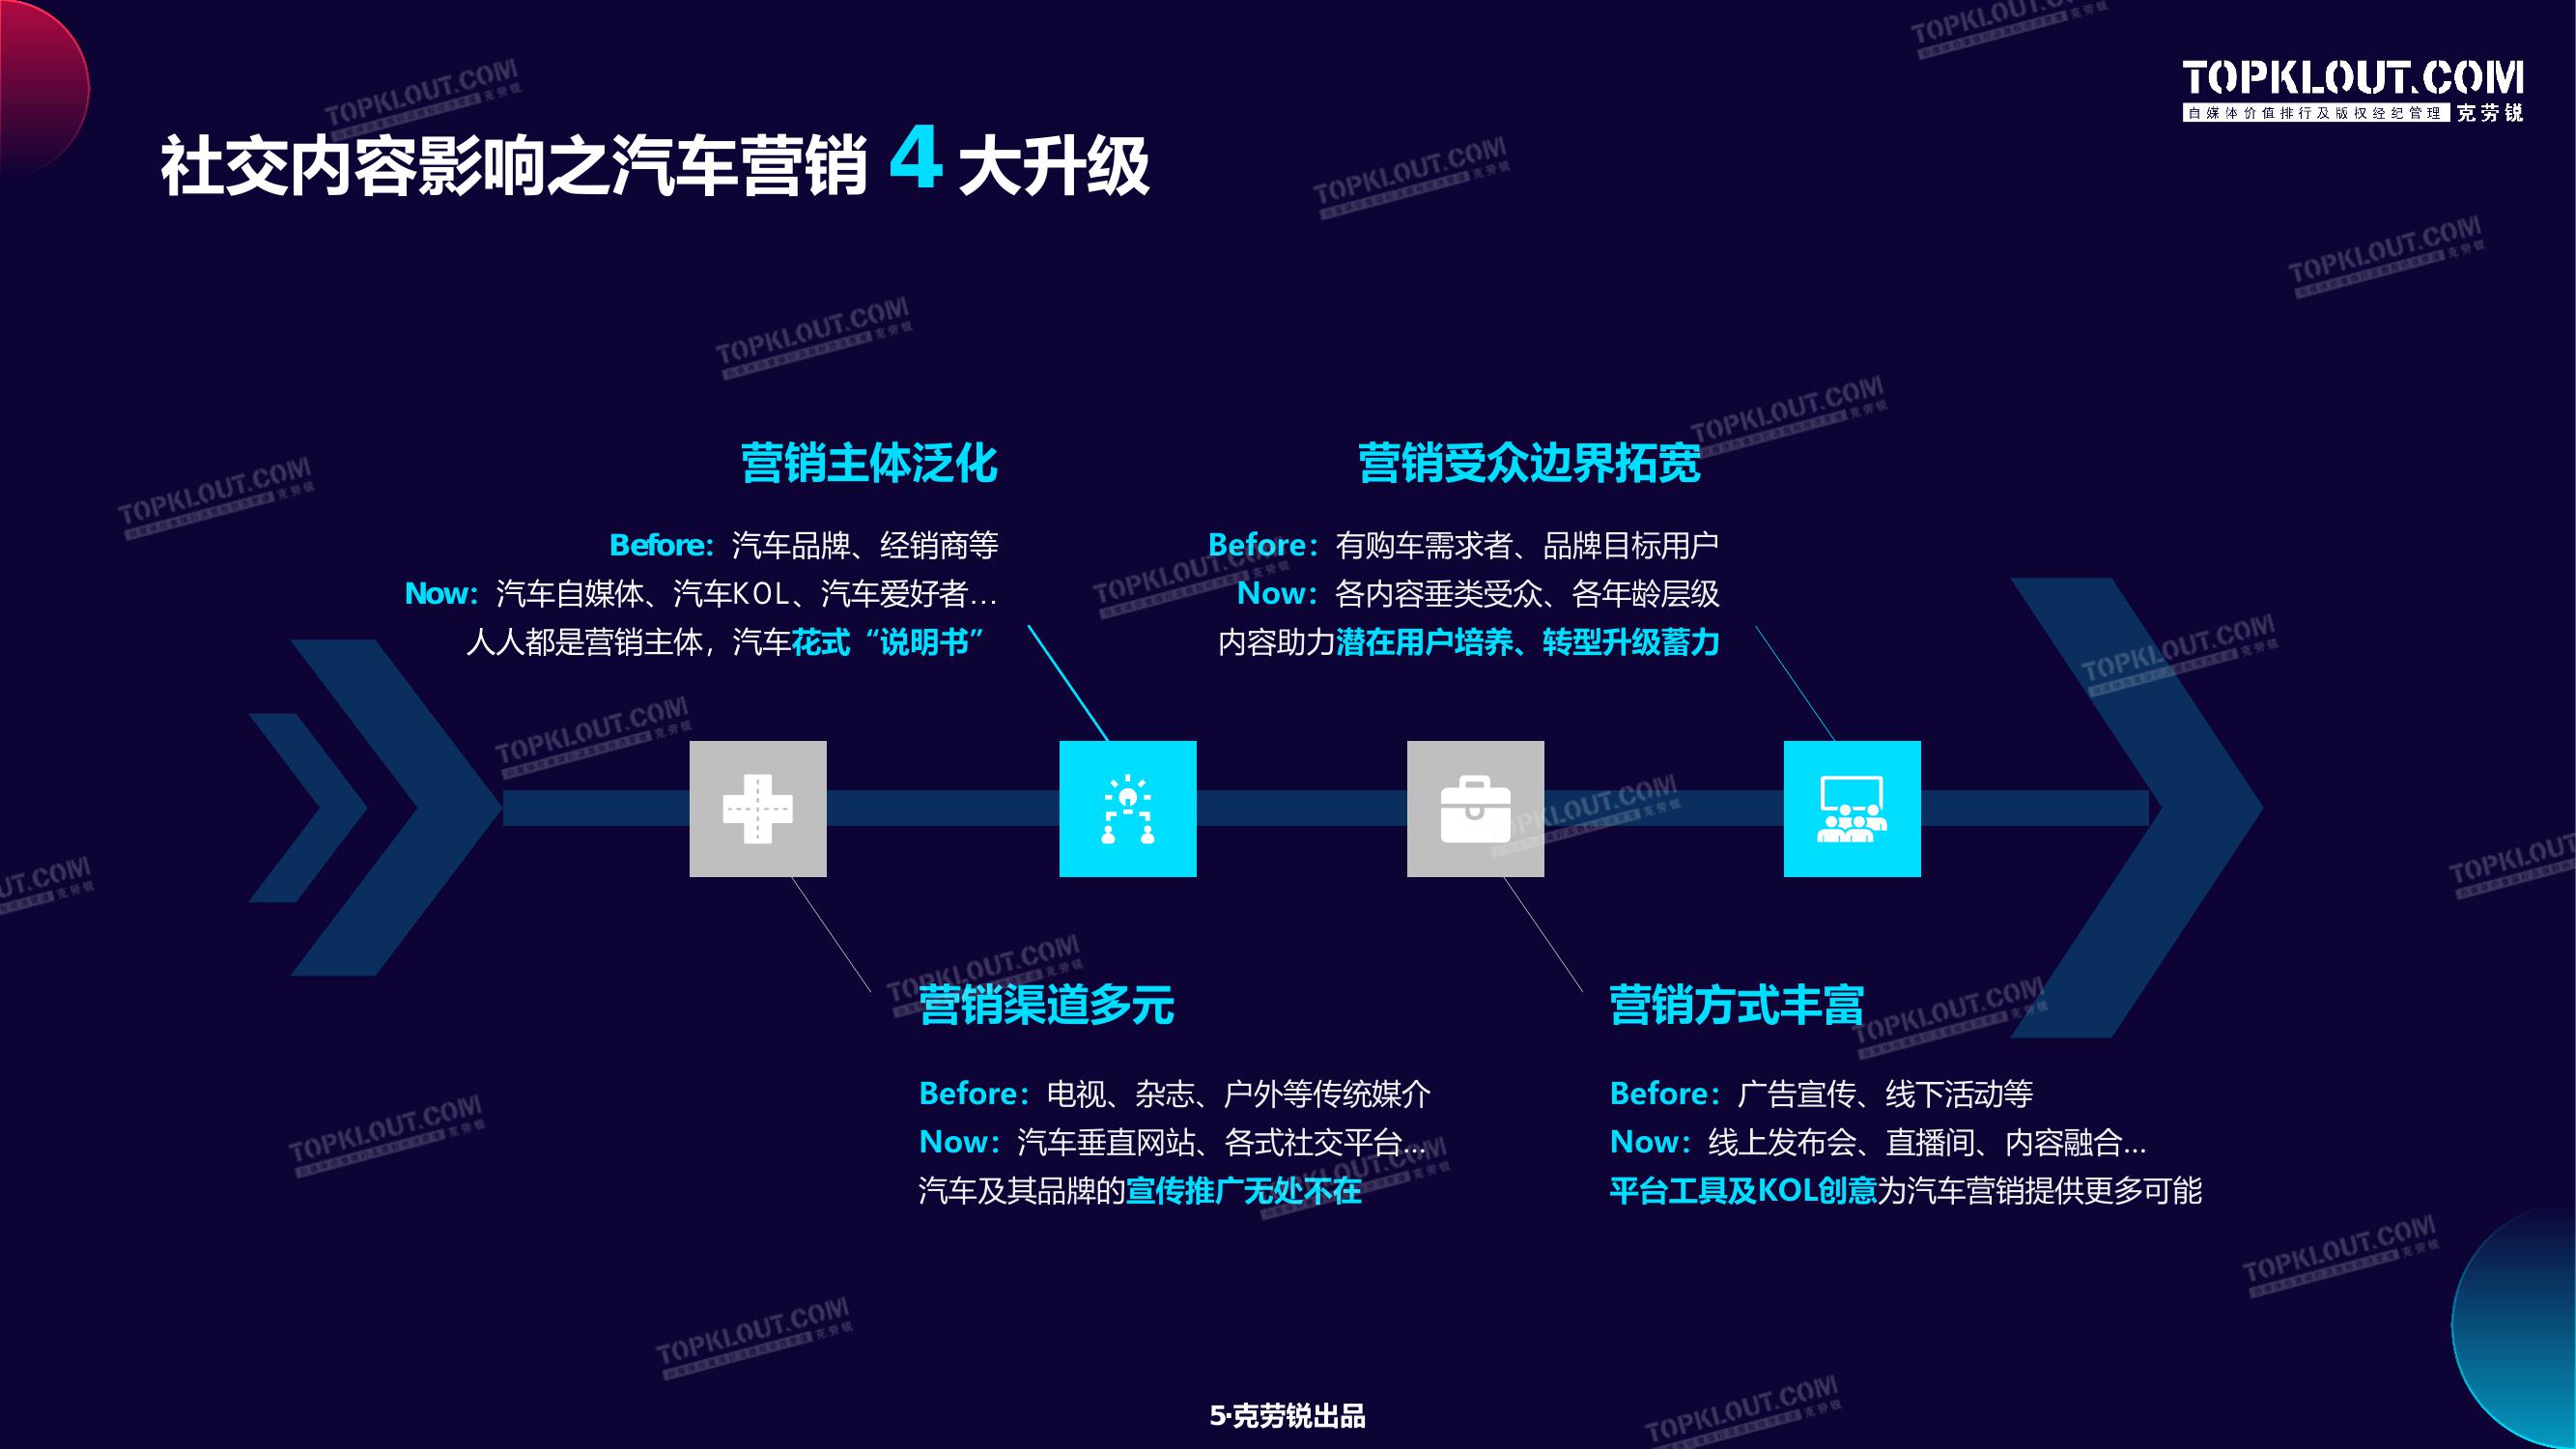 TOPKLOUT.COM
自媒体价值排行及版权经纪管理 克劳锐
社交内容影响之汽车营销 4 大升级
营销主体泛化
Before：汽车品牌、经销商等
Now：汽车自媒体、汽车KOL、汽车爱好者…
人人都是营销主体，汽车花式“说明书”
营销受众边界拓宽
Before：有购车需求者、品牌目标用户
Now：各内容垂类受众、各年龄层级
内容助力潜在用户培养、转型升级蓄力
营销渠道多元
Before：电视、杂志、户外等传统媒介
Now：汽车垂直网站、各式社交平台…
汽车及其品牌的宣传推广无处不在
营销方式丰富
Before：广告宣传、线下活动等
Now：线上发布会、直播间、内容融合…
平台工具及KOL创意为汽车营销提供更多可能
5·克劳锐出品